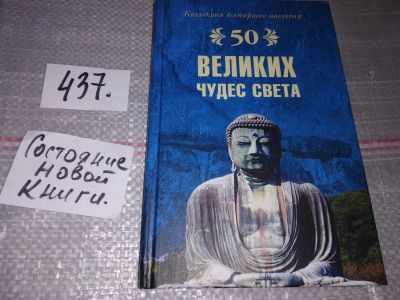 Коллекция всемирного наследия
50
ВЕЛИКИХ
ЧУДЕС СВЕТА
437.
Состояние
новой
книги.